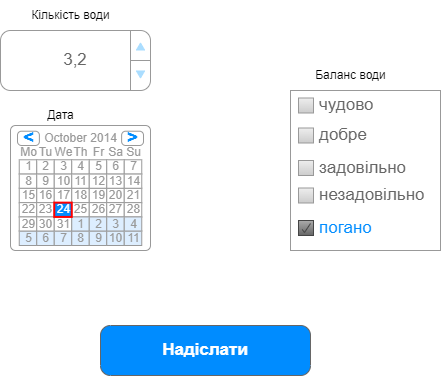 Кількість води
3,2
Баланс води
чудово
добре
задовільно
незадовільно
погано
Дата
< October 2014 >
Mo Tu We Th Fr Sa Su
1 2 3 4 5 6 7
8 9 10 11 12 13 14
15 16 17 18 19 20 21
22 23 24 25 26 27 28
29 30 31 1 2 3 4
5 6 7 8 9 10 11
Надіслати